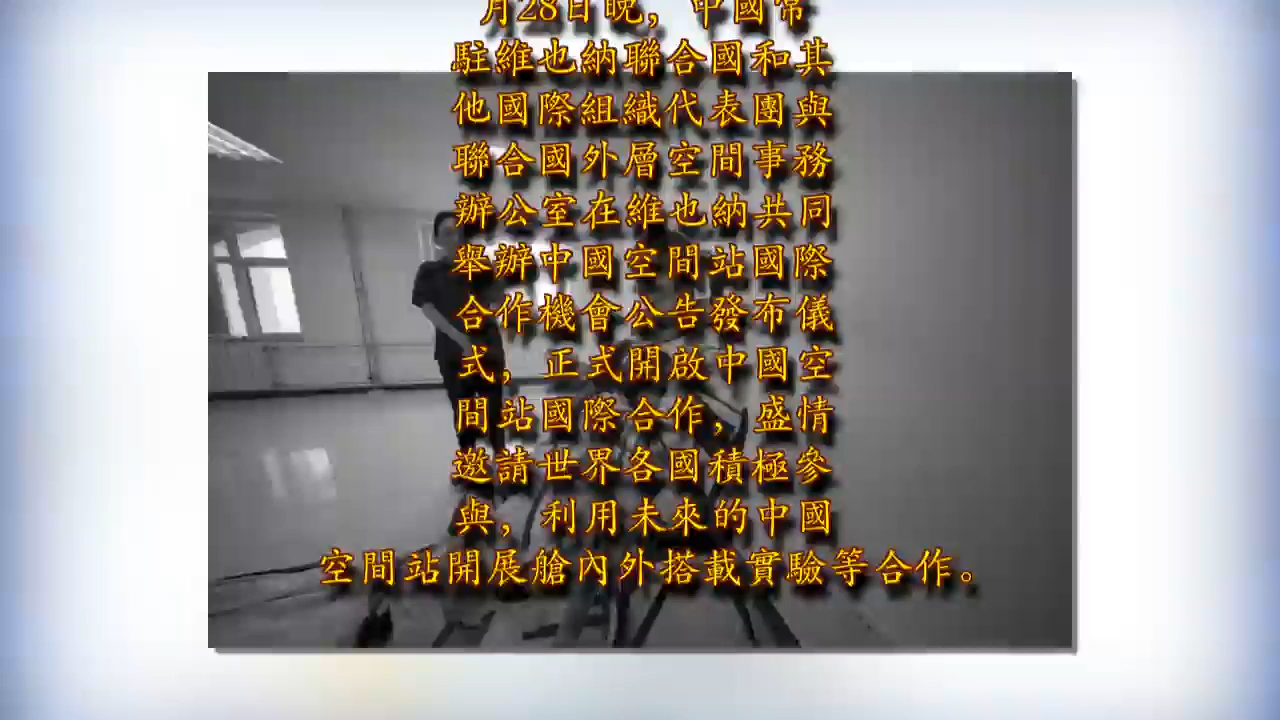 月28日晚，中國常
駐維也納聯合國和其
他國際組織代表團與
聯合國外層空間事務
辦公室在維也納共同
舉辦中國空間站國際
合作機會公告發布儀
式，正式開啟中國空
間站國際合作，盛情
邀請世界各國積極參
與，利用未來的中國
空間站開展艙內外搭載實驗等合作。